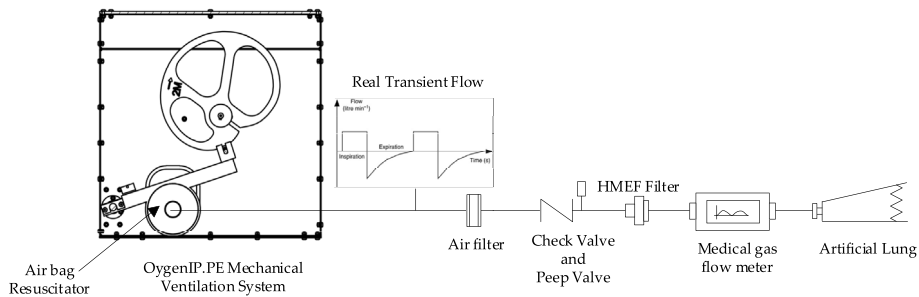 2M
Real Transient Flow
Flow
(litre min⁻¹)
Expiration
Inspiration
Time (s)
HMEF Filter
Air filter
Check Valve
and
Peep Valve
Medical gas
flow meter
Artificial Lung
Air bag
Resuscitator
OygenIP.PE Mechanical
Ventilation System